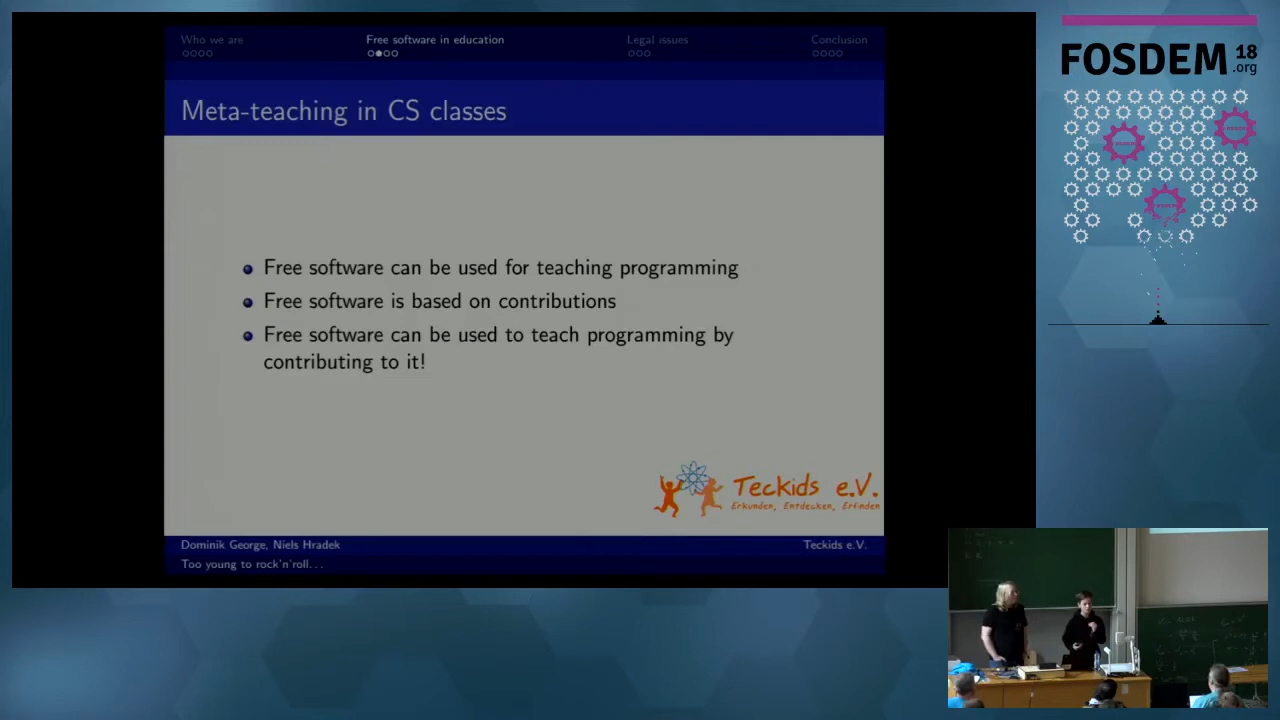 Who we are
Free software in education
Legal issues
Conclusion
Meta-teaching in CS classes
Free software can be used for teaching programming
Free software is based on contributions
Free software can be used to teach programming by
contributing to it!
Teckids e.V.
Erkunden, Entdecken, Erfinden
Dominik George, Niels Hradek
Teckids e.V.
Too young to rock'n'roll...
FOSDEM 18
.org